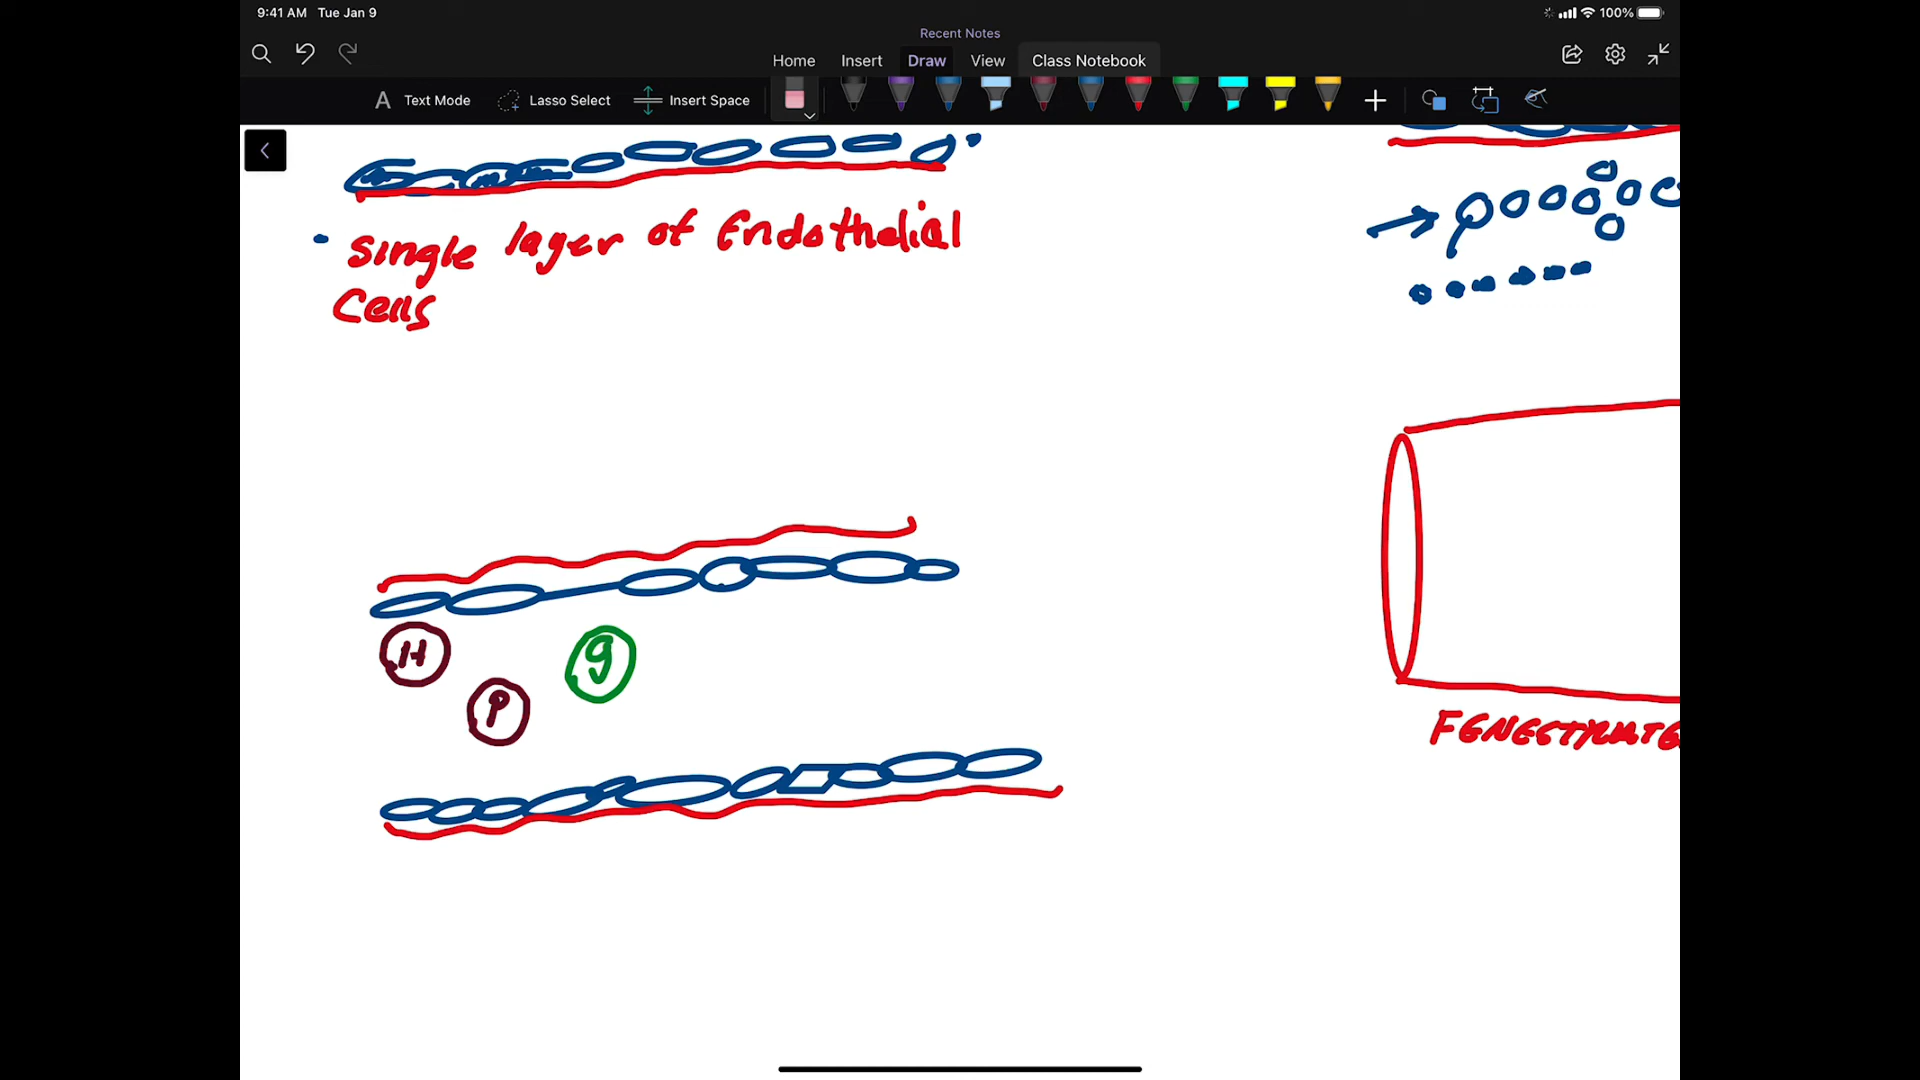 9:41 AM Tue Jan 9
100%
Recent Notes
Home Insert Draw View Class Notebook
A Text Mode Lasso Select Insert Space
• Single layer of Endothelial
Cells
H
P
g
FENESTRATE